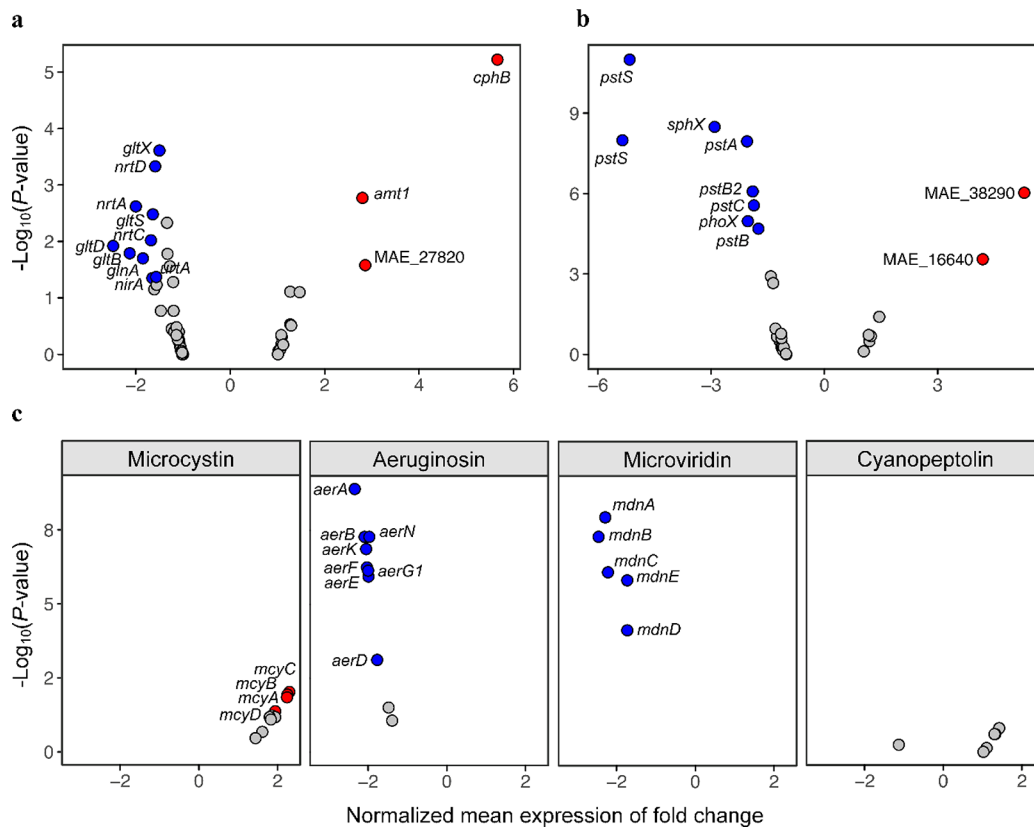 a
b
5
4
3
2
1
0
-Log10(P-value)
cphB
gltX
nrtD
nrtA
gltS
nrtC
gltD
gltB
glnA
urtA
nirA
amt1
MAE_27820
−2
0
2
4
6
9
6
3
0
pstS
sphX
pstA
pstS
pstB2
pstC
phoX
pstB
MAE_38290
MAE_16640
−6
−3
0
3
c
Microcystin
Aeruginosin
Microviridin
Cyanopeptolin
-Log10(P-value)
8
5
2
0
mcyC
mcyB
mcyA
mcyD
aerA
aerB
aerN
aerK
aerF
aerG1
aerE
aerD
mdnA
mdnB
mdnC
mdnE
mdnD
−2
0
2
−2
0
2
−2
0
2
−2
0
2
Normalized mean expression of fold change